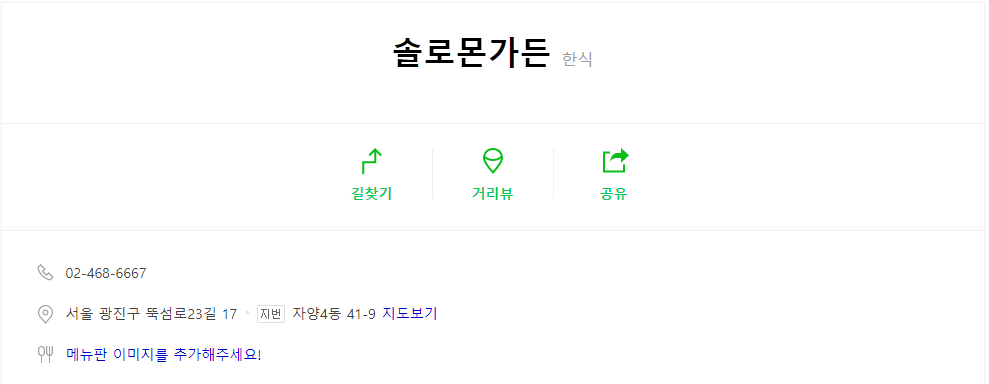 솔로몬가든 한식
길찾기 거리뷰 공유
02-468-6667
서울 광진구 뚝섬로23길 17 · 지번 자양4동 41-9 지도보기
메뉴판 이미지를 추가해주세요!